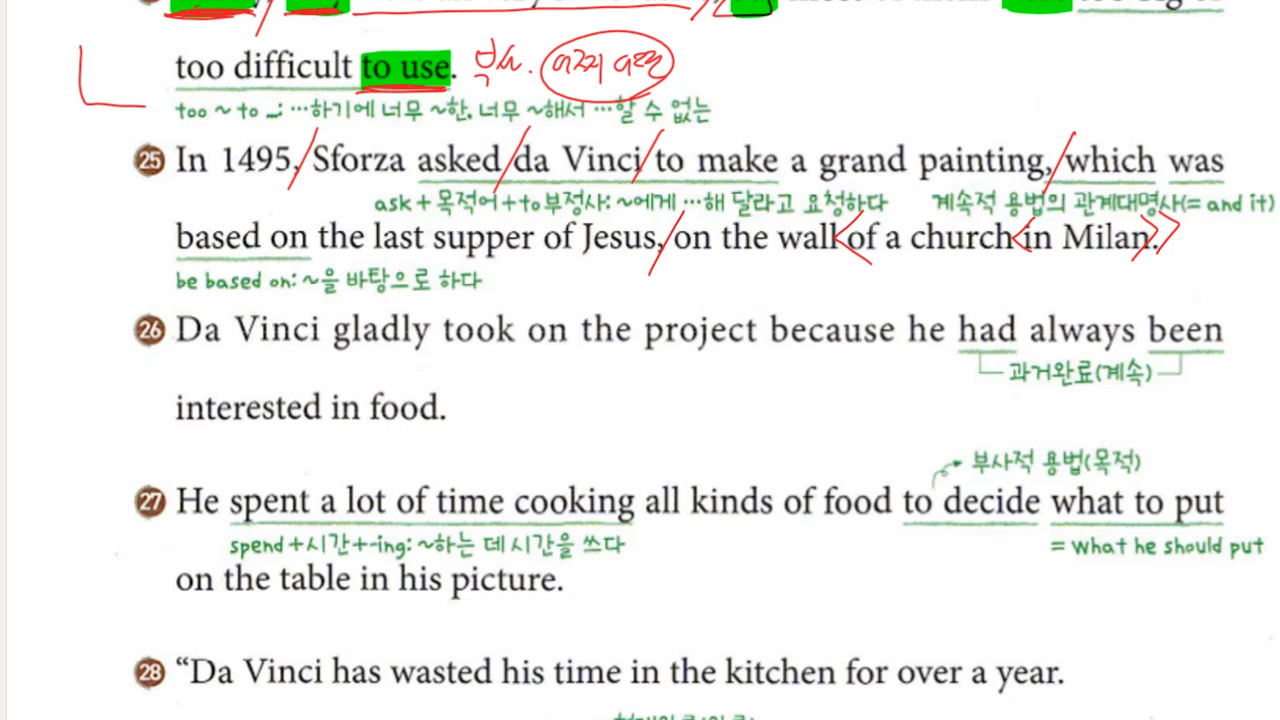 too difficult to use. 부사.
too ~ to …: …하기에 너무 ~한, 너무 ~해서 …할 수 없는
25 In 1495, Sforza asked da Vinci to make a grand painting, which was
ask+목적어+to부정사: ~에게 …해 달라고 요청하다 계속적 용법의 관계대명사(= and it)
based on the last supper of Jesus, on the wall of a church in Milan.
be based on: ~을 바탕으로 하다
26 Da Vinci gladly took on the project because he had always been
과거완료(계속)
interested in food.
부사적 용법(목적)
27 He spent a lot of time cooking all kinds of food to decide what to put
spend+시간+-ing: ~하는 데 시간을 쓰다 = what he should put
on the table in his picture.
28 “Da Vinci has wasted his time in the kitchen for over a year.